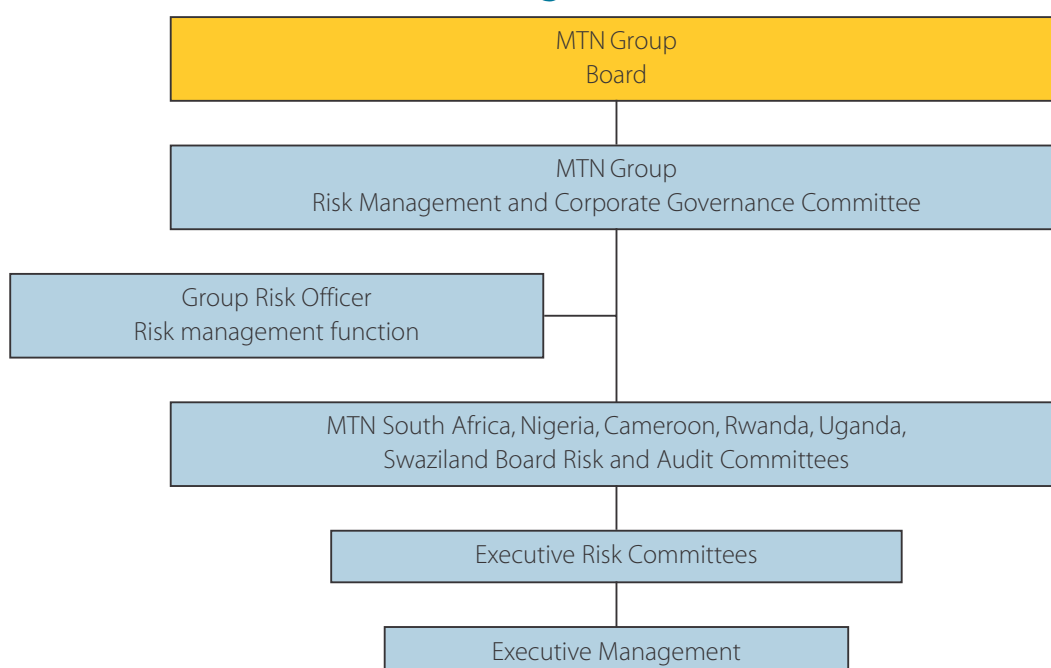 MTN Group
Board
MTN Group
Risk Management and Corporate Governance Committee
Group Risk Officer
Risk management function
MTN South Africa, Nigeria, Cameroon, Rwanda, Uganda,
Swaziland Board Risk and Audit Committees
Executive Risk Committees
Executive Management